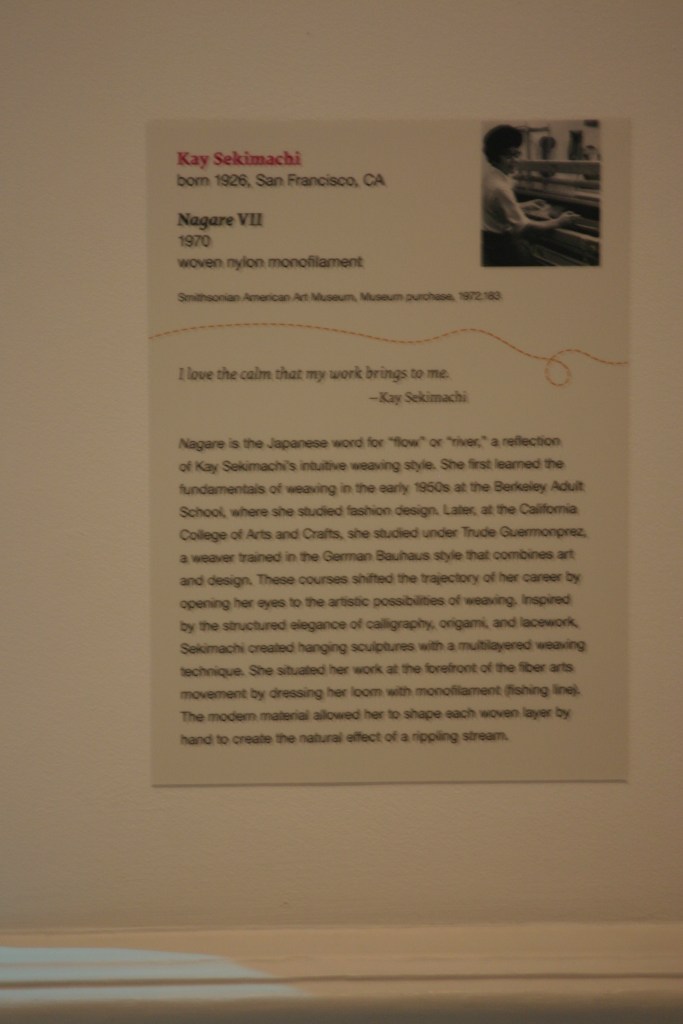 Kay Sekimachi
born 1926, San Francisco, CA
Nagare VII
1970
woven nylon monofilament
Smithsonian American Art Museum, Museum purchase, 1972.163
I love the calm that my work brings to me.
–Kay Sekimachi
Nagare is the Japanese word for “flow” or “river,” a reflection
of Kay Sekimachi’s intuitive weaving style. She first learned the
fundamentals of weaving in the early 1950s at the Berkeley Adult
School, where she studied fashion design. Later, at the California
College of Arts and Crafts, she studied under Trude Guermonprez,
a weaver trained in the German Bauhaus style that combines art
and design. These courses shifted the trajectory of her career by
opening her eyes to the artistic possibilities of weaving. Inspired
by the structured elegance of calligraphy, origami, and lacework,
Sekimachi created hanging sculptures with a multilayered weaving
technique. She situated her work at the forefront of the fiber arts
movement by dressing her loom with monofilament (fishing line).
The modern material allowed her to shape each woven layer by
hand to create the natural effect of a rippling stream.